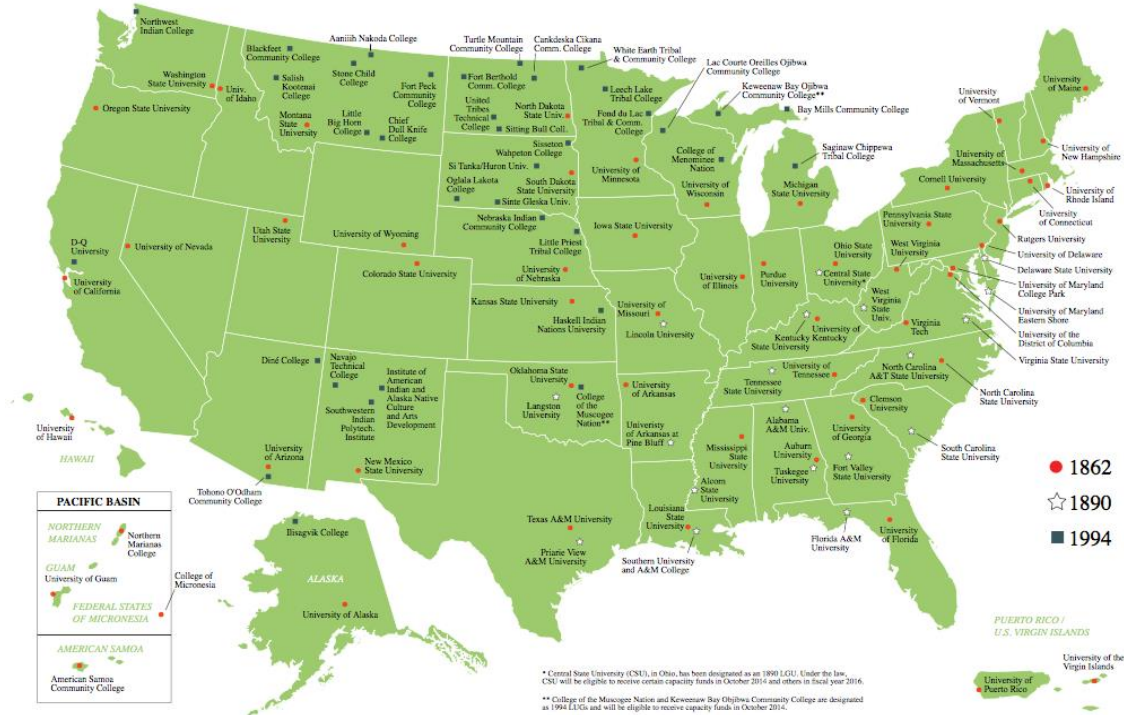 Northwest
Indian College
Blackfeet
Community College
Aaniiih Nakoda College
Turtle Mountain
Community College
Cankdeska Cikana
Comm. College
White Earth Tribal
& Community College
Lac Courte Oreilles Ojibwa
Community College
Keweenaw Bay Ojibwa
Community College**
Bay Mills Community College
Washington
State University
Univ.
of Idaho
Oregon State University
Salish
Kootenai
College
Stone Child
College
Fort Peck
Community
College
Montana
State
University
Little
Big Horn
College
Chief
Dull Knife
College
Fort Berthold
Comm. College
United
Tribes
Technical
College
North Dakota
State Univ.
Sitting Bull Coll.
Leech Lake
Tribal College
Fond du Lac
Tribal & Comm.
College
Sisseton
Wahpeton College
Si Tanka/Huron Univ.
Oglala Lakota
College
South Dakota
State University
Sinte Gleska Univ.
University of
Minnesota
College of
Menominee
Nation
University of
Wisconsin
Saginaw Chippewa
Tribal College
Michigan
State University
University
of Vermont
University of
Maine
University of
New Hampshire
University of
Massachusetts
Cornell University
University of
Rhode Island
University
of Connecticut
Pennsylvania State
University
Rutgers University
University of Delaware
Delaware State University
University of Maryland
College Park
University of Maryland
Eastern Shore
University of the
District of Columbia
Virginia State University
D-Q
University
University of
California
University of Nevada
Utah State
University
University of Wyoming
Colorado State University
Nebraska Indian
Community College
Little Priest
Tribal College
University of
Nebraska
Iowa State University
Kansas State University
Haskell Indian
Nations University
University of
Missouri
Lincoln University
University
of Illinois
Purdue
University
Ohio State
University
Central State
University*
West Virginia
University
West
Virginia
State
Univ.
Virginia
Tech
Kentucky
State University
University of
Kentucky
University of
Tennessee
Tennessee
State University
North Carolina
A&T State University
North Carolina
State University
Diné College
Navajo
Technical
College
Institute of
American
Indian and
Alaska Native
Culture
and Arts
Development
Southwestern
Indian
Polytech.
Institute
University
of Arizona
Tohono O'Odham
Community College
New Mexico
State University
Oklahoma State
University
Langston
University
College
of the
Muscogee
Nation**
University of
Arkansas
Univeristy
of Arkansas at
Pine Bluff
Mississippi
State
University
Alcorn
State
University
Alabama
A&M Univ.
Auburn
University
Tuskegee
University
Clemson
University
University
of Georgia
Fort Valley
State University
South Carolina
State University
Louisiana
State
University
Southern University
and A&M College
Texas A&M University
Priarie View
A&M University
Florida A&M
University
University
of Florida
University
of Hawaii
HAWAII
PACIFIC BASIN
NORTHERN
MARIANAS
Northern
Marianas
College
GUAM
University of Guam
College of
Micronesia
FEDERAL STATES
OF MICRONESIA
AMERICAN SAMOA
American Samoa
Community College
Ilisagvik College
ALASKA
University of Alaska
1862
1890
1994
PUERTO RICO /
U.S. VIRGIN ISLANDS
University of
Puerto Rico
University of the
Virgin Islands
* Central State University (CSU), in Ohio, has been designated as an 1890 LGU. Under the law,
CSU will be eligible to receive certain capaciity funds in October 2014 and others in fiscal year 2016.
** College of the Muscogee Nation and Keweenaw Bay Objibwa Community College are designated
as 1994 LUGs and will be eligible to receive capacity funds in October 2014.